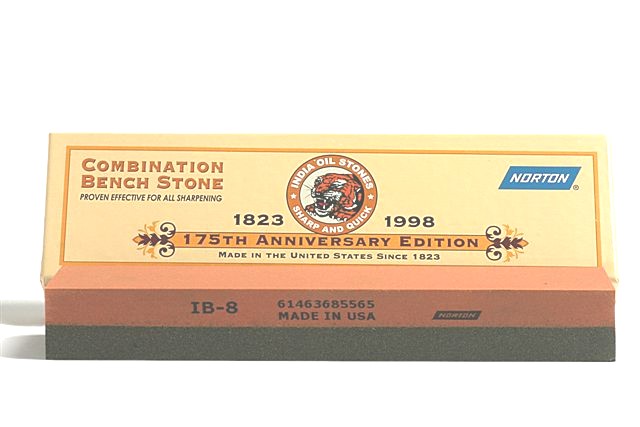 COMBINATION
BENCH STONE
PROVEN EFFECTIVE FOR ALL SHARPENING
INDIA OIL STONES
SHARP AND QUICK
NORTON®
1823 1998
175TH ANNIVERSARY EDITION
MADE IN THE UNITED STATES SINCE 1823
IB-8
61463685565
MADE IN USA
NORTON